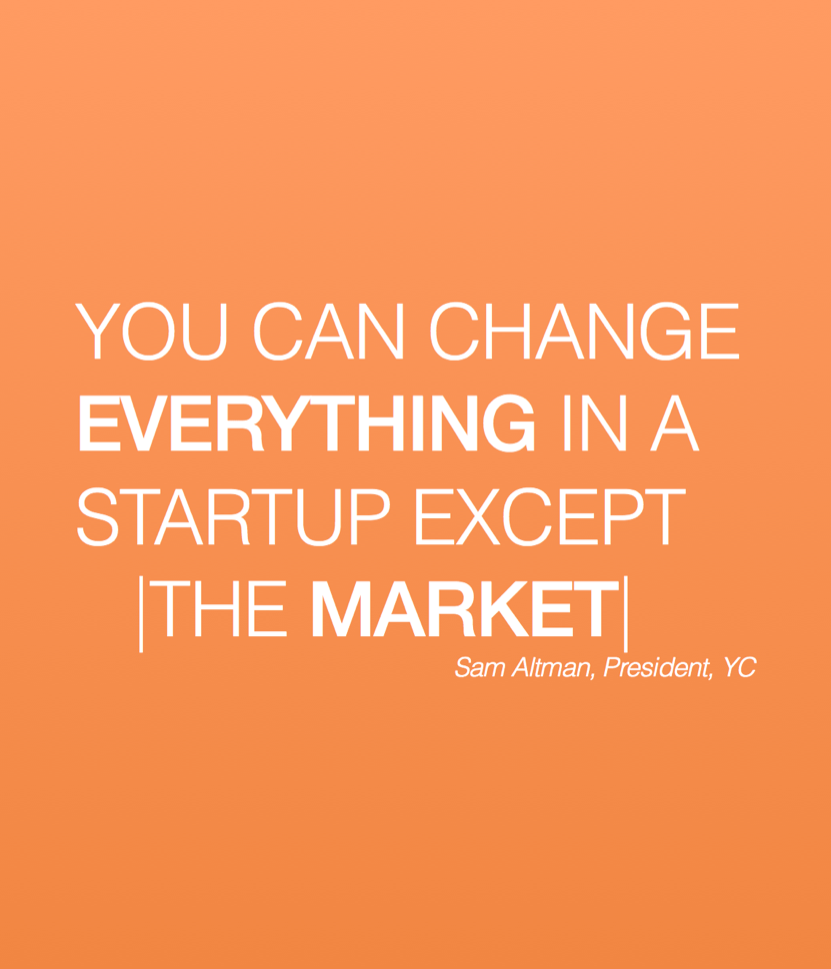 YOU CAN CHANGE
EVERYTHING IN A
STARTUP EXCEPT
|THE MARKET|
Sam Altman, President, YC